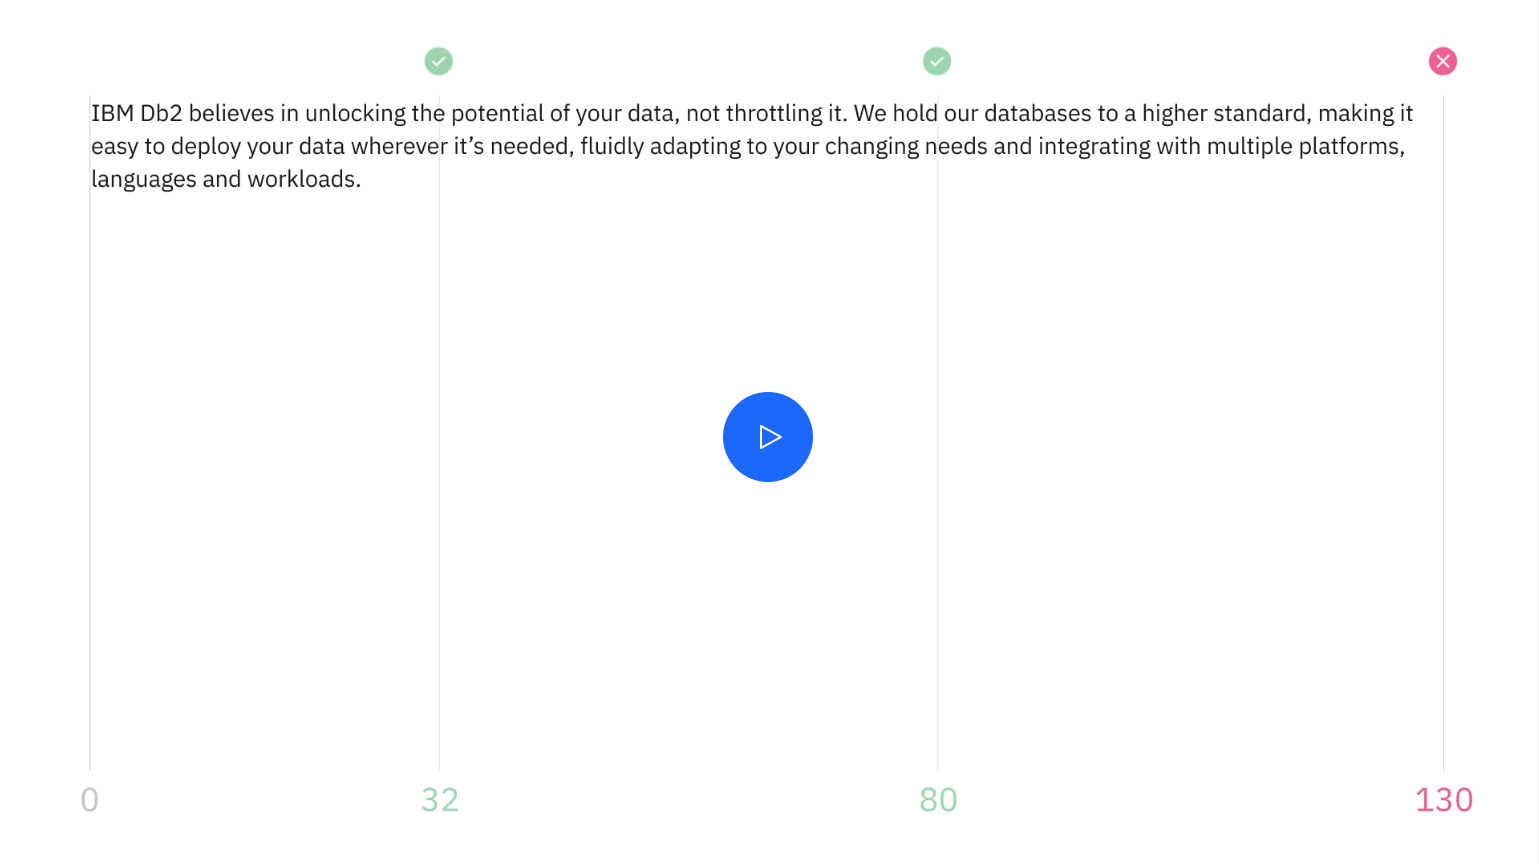 IBM Db2 believes in unlocking the potential of your data, not throttling it. We hold our databases to a higher standard, making it
easy to deploy your data wherever it’s needed, fluidly adapting to your changing needs and integrating with multiple platforms,
languages and workloads.
0
32
80
130